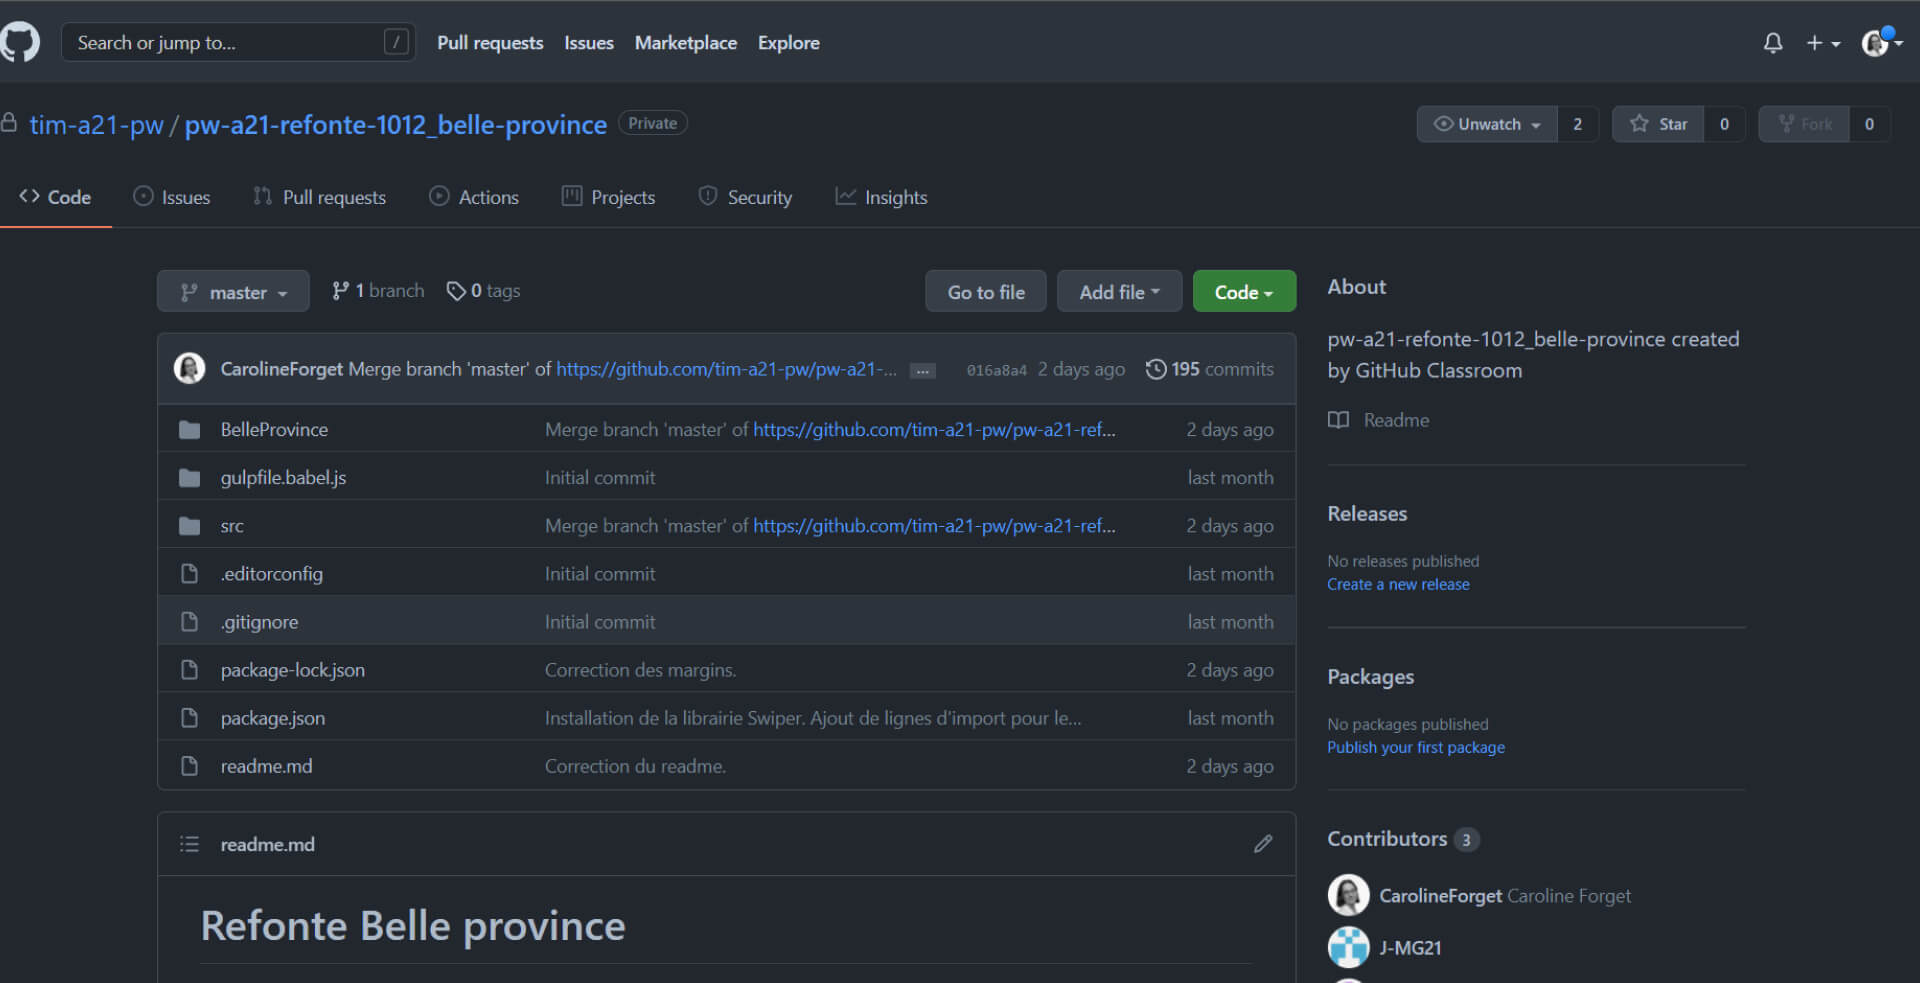 Search or jump to... /
Pull requests Issues Marketplace Explore
tim-a21-pw / pw-a21-refonte-1012_belle-province Private
Unwatch 2 Star 0 Fork 0
Code Issues Pull requests Actions Projects Security Insights
master 1 branch 0 tags Go to file Add file Code
CarolineForget Merge branch 'master' of https://github.com/tim-a21-pw/pw-a21-... ... 016a8a4 2 days ago 195 commits
BelleProvince Merge branch 'master' of https://github.com/tim-a21-pw/pw-a21-ref... 2 days ago
gulpfile.babel.js Initial commit last month
src Merge branch 'master' of https://github.com/tim-a21-pw/pw-a21-ref... 2 days ago
.editorconfig Initial commit last month
.gitignore Initial commit last month
package-lock.json Correction des margins. 2 days ago
package.json Installation de la librairie Swiper. Ajout de lignes d'import pour le... last month
readme.md Correction du readme. 2 days ago
readme.md
Refonte Belle province
About
pw-a21-refonte-1012_belle-province created
by GitHub Classroom
Readme
Releases
No releases published
Create a new release
Packages
No packages published
Publish your first package
Contributors 3
CarolineForget Caroline Forget
J-MG21